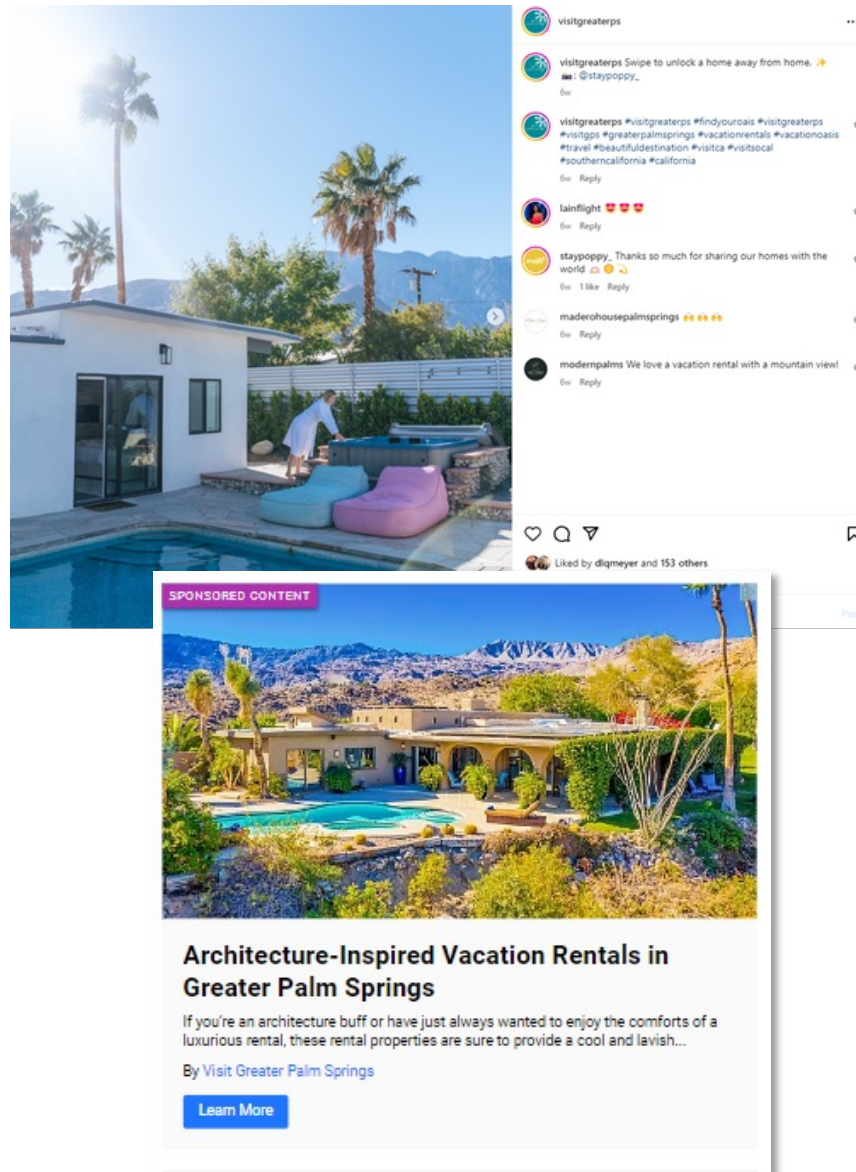 visitgreaterps
visitgreaterps Swipe to unlock a home away from home. ✨
📷: @staypoppy_
6w
visitgreaterps #visitgreaterps #findyouroais #visitgreaterps
#visitgps #greaterpalmsprings #vacationrentals #vacationoasis
#travel #beautifuldestination #visitca #visitsocal
#southerncalifornia #california
6w Reply
lainflight 😍😍😍
6w Reply
staypoppy_ Thanks so much for sharing our homes with the
world 🫶🏻 🌼 💫
6w 1 like Reply
maderohousepalmsprings 🙌🙌🙌
6w Reply
modernpalms We love a vacation rental with a mountain view!
6w Reply
Liked by dlqmeyer and 153 others
SPONSORED CONTENT
Architecture-Inspired Vacation Rentals in
Greater Palm Springs
If you're an architecture buff or have just always wanted to enjoy the comforts of a
luxurious rental, these rental properties are sure to provide a cool and lavish...
By Visit Greater Palm Springs
Learn More